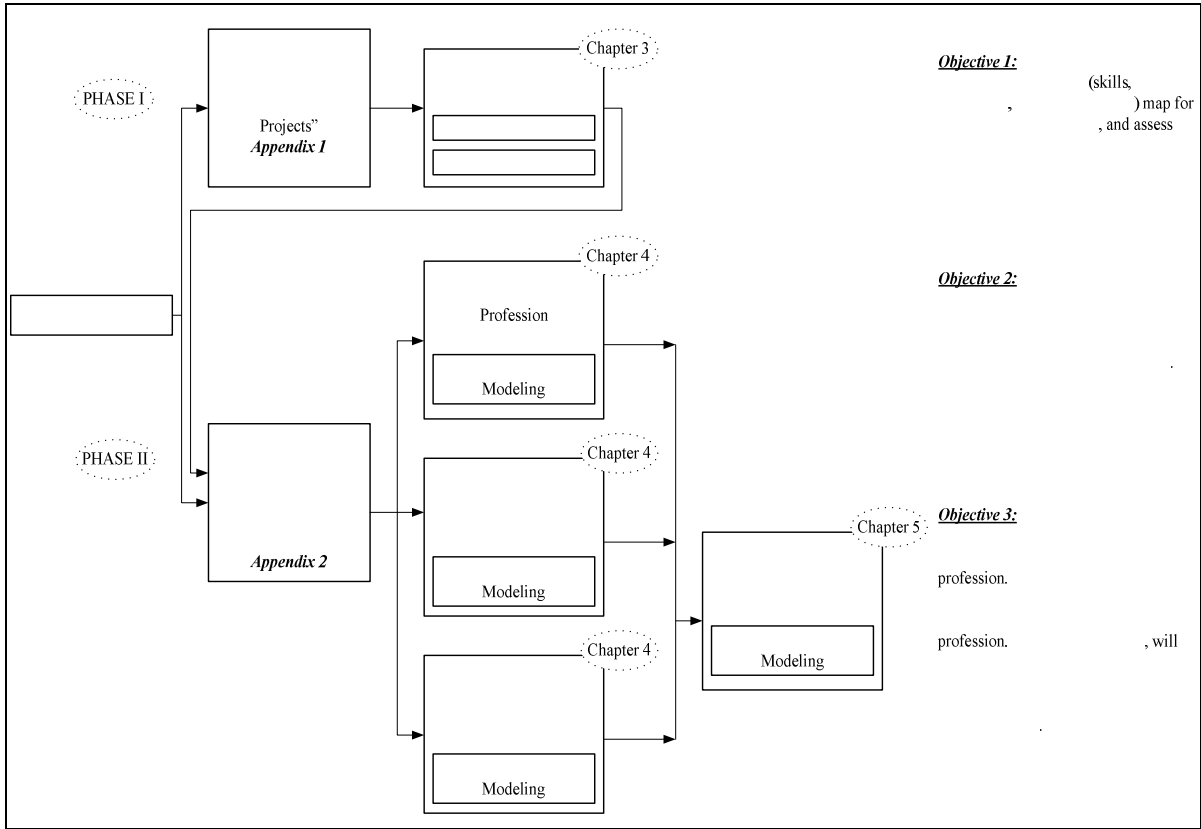 PHASE I
Projects”
Appendix 1
Chapter 3
Objective 1:
(skills,
, ) map for
, and assess
Chapter 4
Profession
Modeling
Objective 2:
.
PHASE II
Appendix 2
Chapter 4
Modeling
Chapter 4
Modeling
Chapter 5
Modeling
Objective 3:
profession.
profession. , will
.